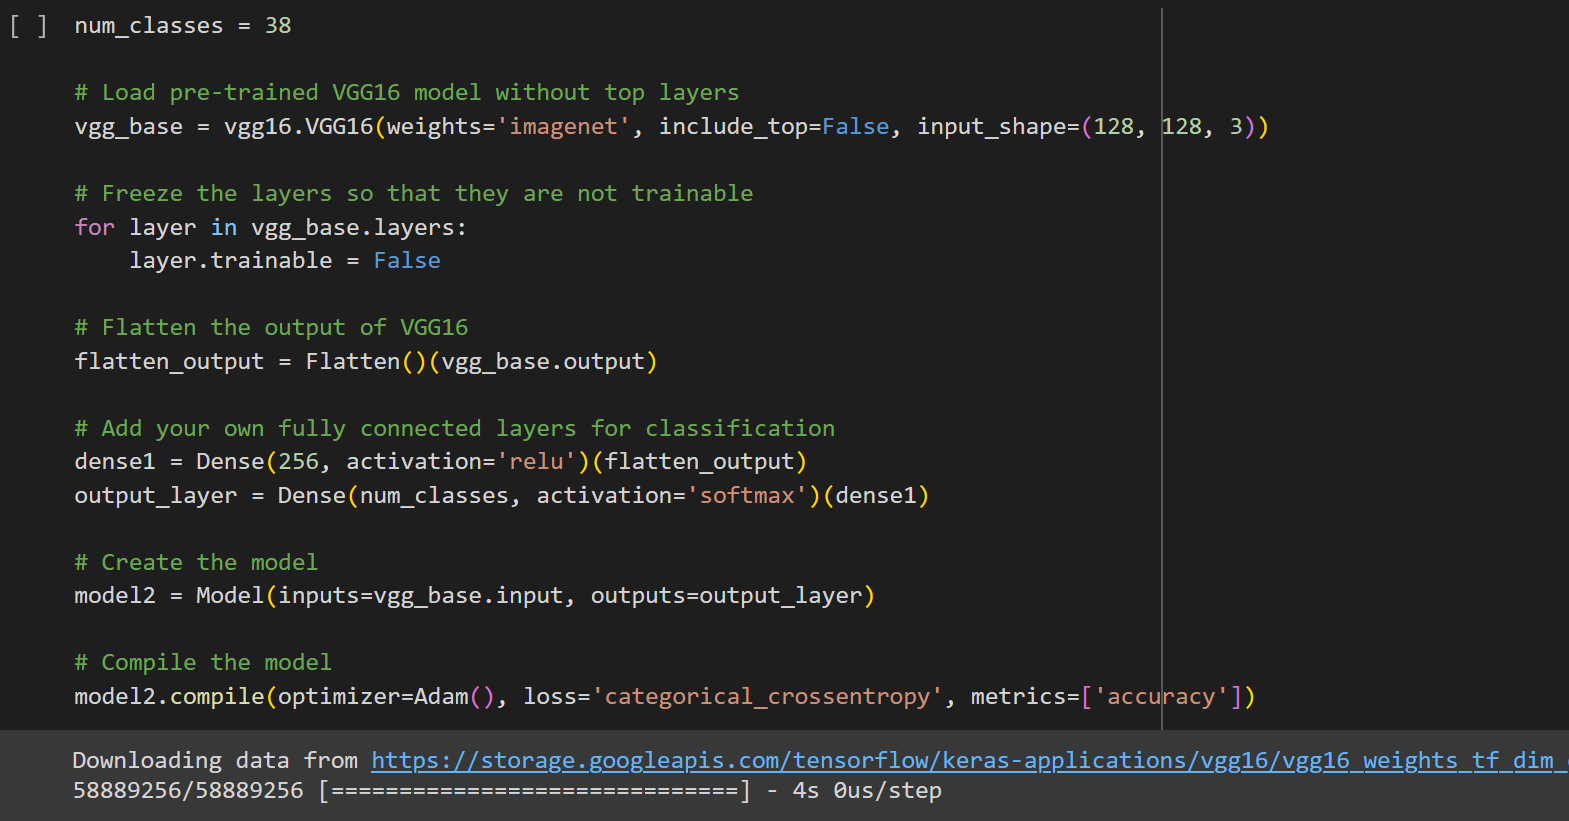 [ ] num_classes = 38
# Load pre-trained VGG16 model without top layers
vgg_base = vgg16.VGG16(weights='imagenet', include_top=False, input_shape=(128, 128, 3))
# Freeze the layers so that they are not trainable
for layer in vgg_base.layers:
    layer.trainable = False
# Flatten the output of VGG16
flatten_output = Flatten()(vgg_base.output)
# Add your own fully connected layers for classification
dense1 = Dense(256, activation='relu')(flatten_output)
output_layer = Dense(num_classes, activation='softmax')(dense1)
# Create the model
model2 = Model(inputs=vgg_base.input, outputs=output_layer)
# Compile the model
model2.compile(optimizer=Adam(), loss='categorical_crossentropy', metrics=['accuracy'])
Downloading data from https://storage.googleapis.com/tensorflow/keras-applications/vgg16/vgg16_weights_tf_dim_
58889256/58889256 [==============================] - 4s 0us/step